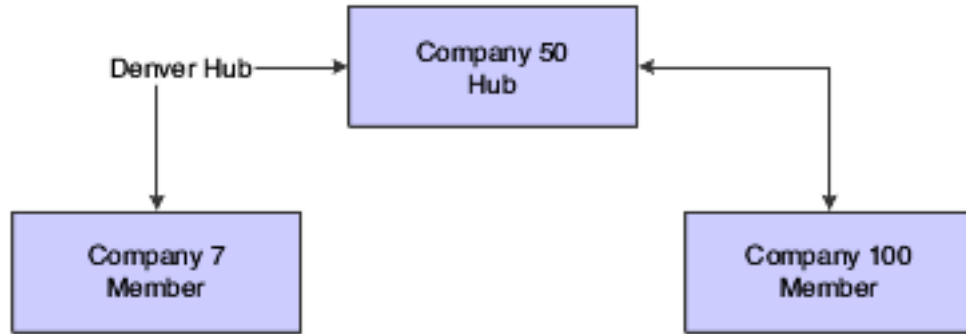 Company 50
Hub
Denver Hub
Company 7
Member
Company 100
Member